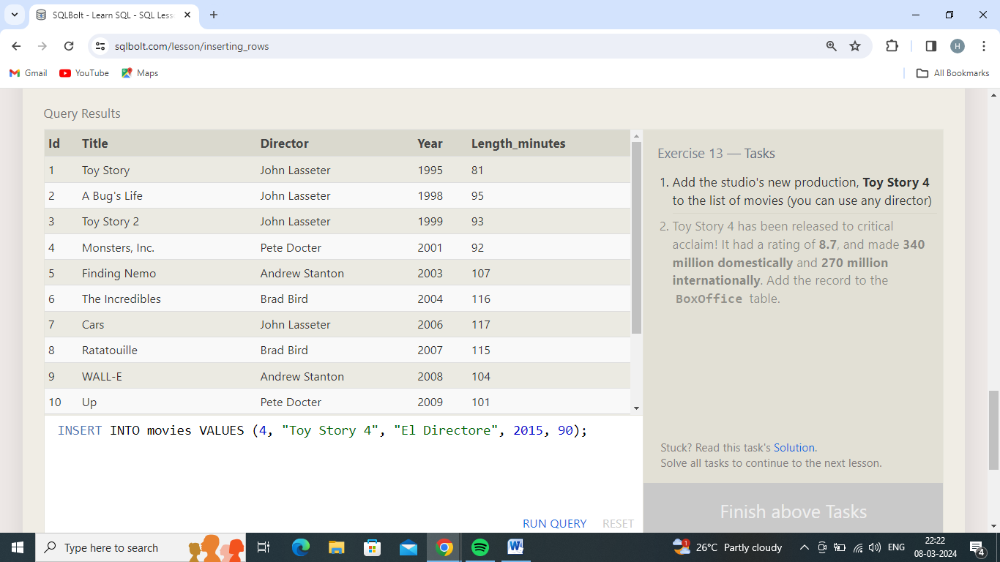 SQLBolt - Learn SQL - SQL Less
sqlbolt.com/lesson/inserting_rows
H
Gmail YouTube Maps All Bookmarks
Query Results
Id Title Director Year Length_minutes
1 Toy Story John Lasseter 1995 81
2 A Bug's Life John Lasseter 1998 95
3 Toy Story 2 John Lasseter 1999 93
4 Monsters, Inc. Pete Docter 2001 92
5 Finding Nemo Andrew Stanton 2003 107
6 The Incredibles Brad Bird 2004 116
7 Cars John Lasseter 2006 117
8 Ratatouille Brad Bird 2007 115
9 WALL-E Andrew Stanton 2008 104
10 Up Pete Docter 2009 101
INSERT INTO movies VALUES (4, "Toy Story 4", "El Directore", 2015, 90);
RUN QUERY RESET
Exercise 13 — Tasks
1. Add the studio's new production, Toy Story 4
to the list of movies (you can use any director)
2. Toy Story 4 has been released to critical
acclaim! It had a rating of 8.7, and made 340
million domestically and 270 million
internationally. Add the record to the
BoxOffice table.
Stuck? Read this task's Solution.
Solve all tasks to continue to the next lesson.
Finish above Tasks
Type here to search
W
1
26°C Partly cloudy
ENG
22:22
08-03-2024
4